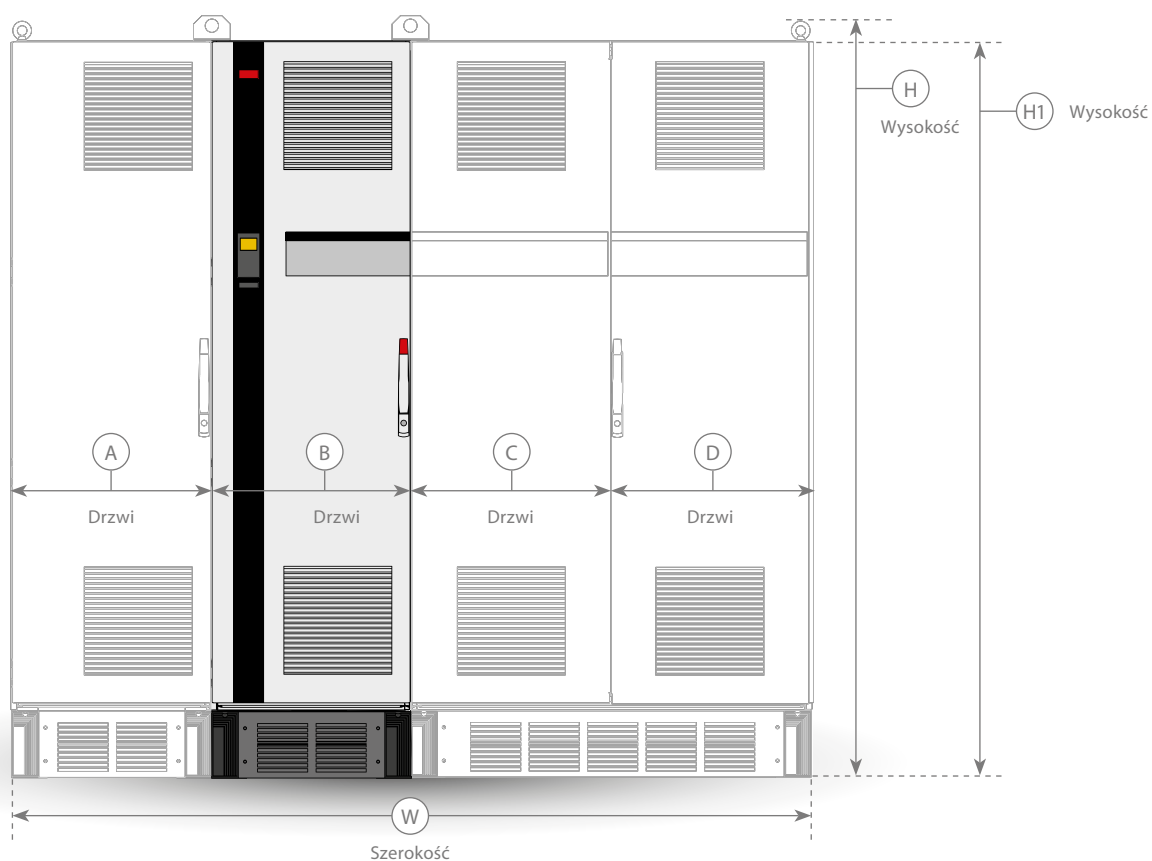 H
Wysokość
H1 Wysokość
A
B
C
D
Drzwi
Drzwi
Drzwi
Drzwi
W
Szerokość